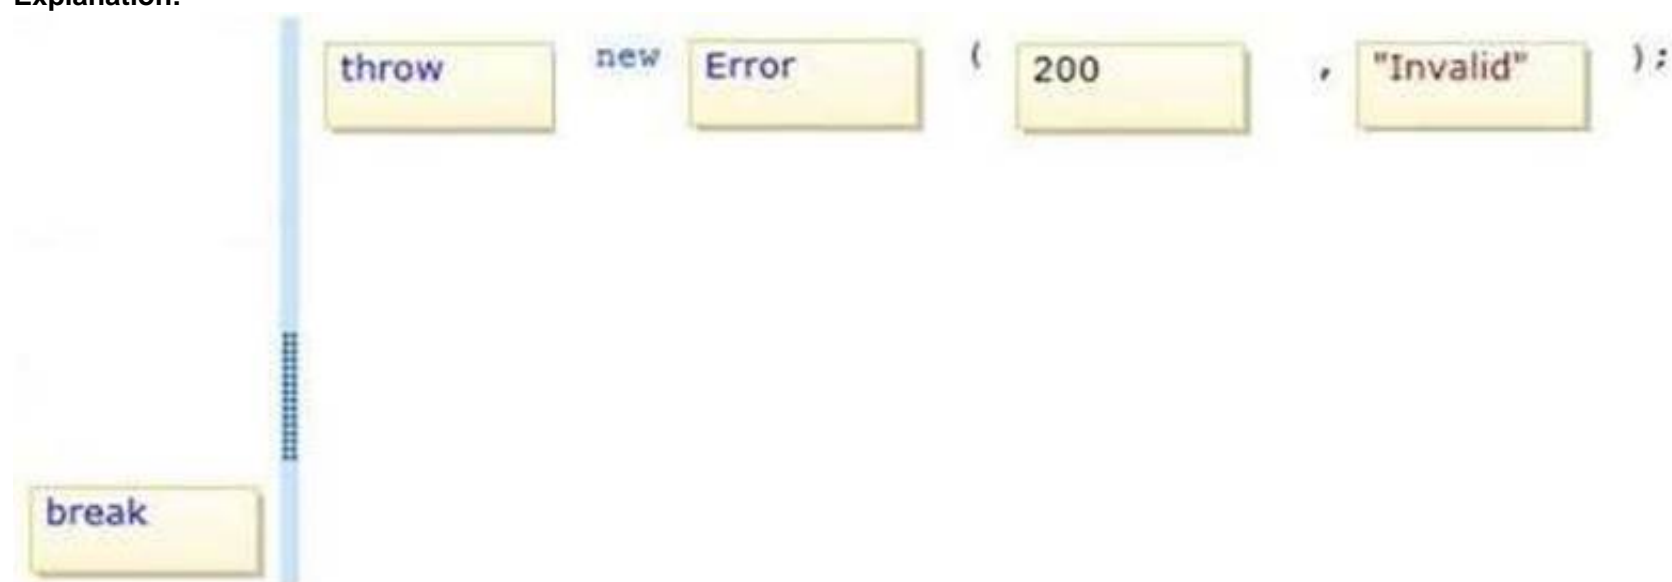 Explanation:
throw new Error ( 200 , "Invalid" );
break